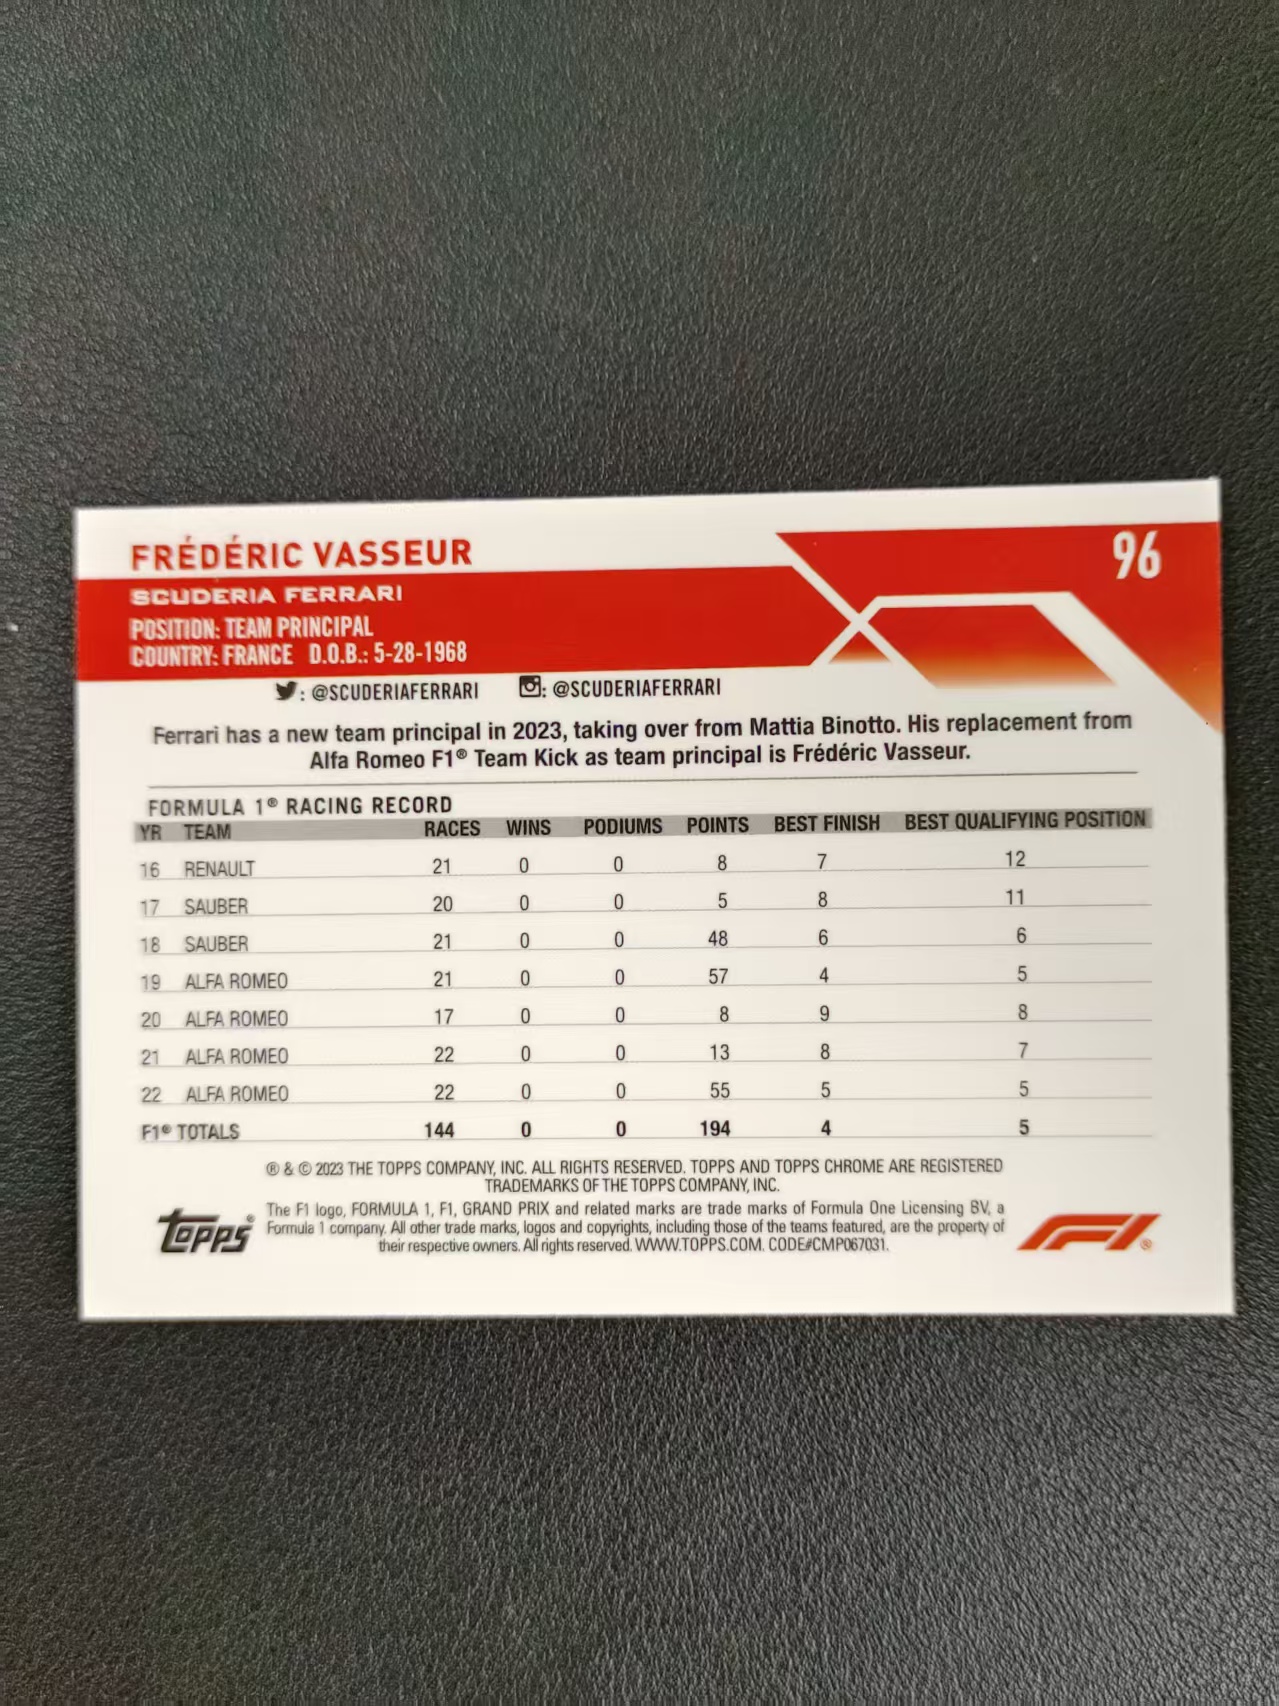 FRÉDÉRIC VASSEUR
96
SCUDERIA FERRARI
POSITION: TEAM PRINCIPAL
COUNTRY: FRANCE D.O.B.: 5-28-1968
: @SCUDERIAFERRARI : @SCUDERIAFERRARI
Ferrari has a new team principal in 2023, taking over from Mattia Binotto. His replacement from
Alfa Romeo F1® Team Kick as team principal is Frédéric Vasseur.
FORMULA 1® RACING RECORD
YR TEAM RACES WINS PODIUMS POINTS BEST FINISH BEST QUALIFYING POSITION
16 RENAULT 21 0 0 8 7 12
17 SAUBER 20 0 0 5 8 11
18 SAUBER 21 0 0 48 6 6
19 ALFA ROMEO 21 0 0 57 4 5
20 ALFA ROMEO 17 0 0 8 9 8
21 ALFA ROMEO 22 0 0 13 8 7
22 ALFA ROMEO 22 0 0 55 5 5
F1® TOTALS 144 0 0 194 4 5
® & © 2023 THE TOPPS COMPANY, INC. ALL RIGHTS RESERVED. TOPPS AND TOPPS CHROME ARE REGISTERED
TRADEMARKS OF THE TOPPS COMPANY, INC.
TOPPS®
The F1 logo, FORMULA 1, F1, GRAND PRIX and related marks are trade marks of Formula One Licensing BV, a
Formula 1 company. All other trade marks, logos and copyrights, including those of the teams featured, are the property of
their respective owners. All rights reserved. WWW.TOPPS.COM. CODE#CMP067031.
F1®